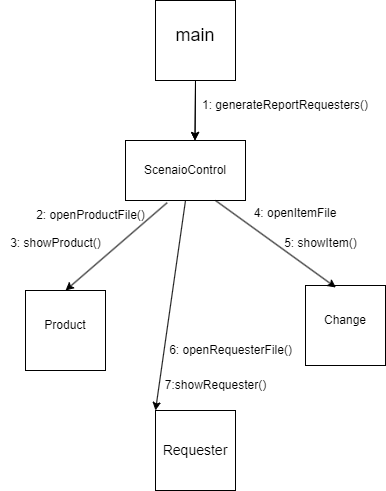 main
1: generateReportRequesters()
ScenaioControl
2: openProductFile()
4: openItemFile
3: showProduct()
5: showItem()
Product
Change
6: openRequesterFile()
7:showRequester()
Requester